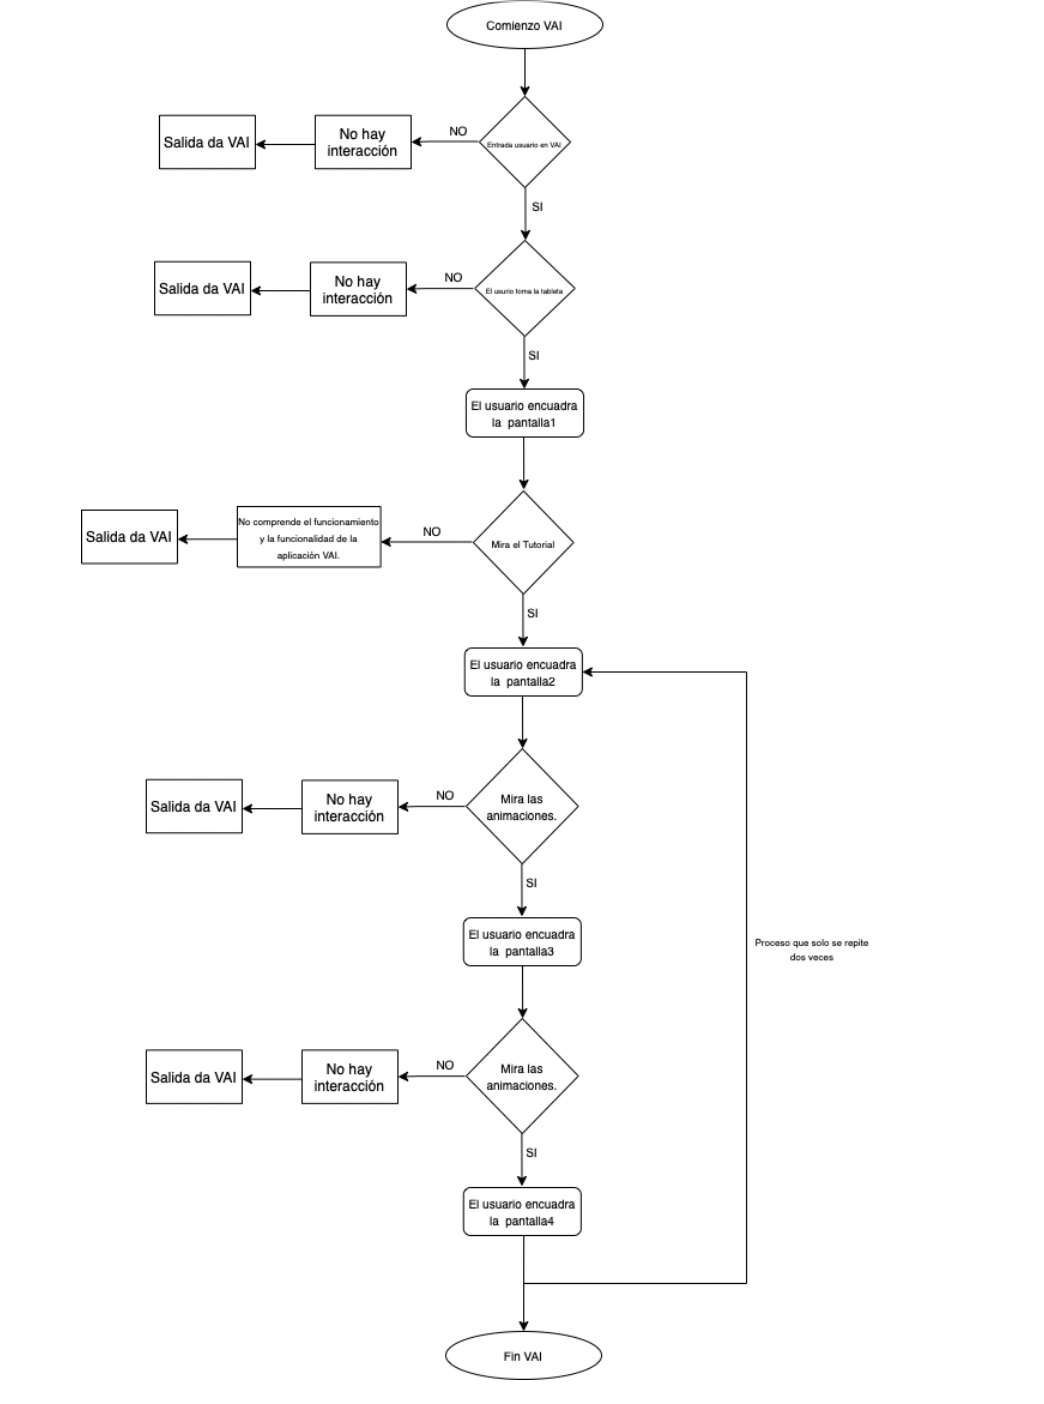 Comienzo VAI
Entrada usuario en VAI
NO
No hay
interacción
Salida da VAI
SI
El usurio toma la tableta
NO
No hay
interacción
Salida da VAI
SI
El usuario encuadra
la pantalla1
Mira el Tutorial
NO
No comprende el funcionamiento
y la funcionalidad de la
aplicación VAI.
Salida da VAI
SI
El usuario encuadra
la pantalla2
Mira las
animaciones.
NO
No hay
interacción
Salida da VAI
SI
El usuario encuadra
la pantalla3
Proceso que solo se repite
dos veces
Mira las
animaciones.
NO
No hay
interacción
Salida da VAI
SI
El usuario encuadra
la pantalla4
Fin VAI